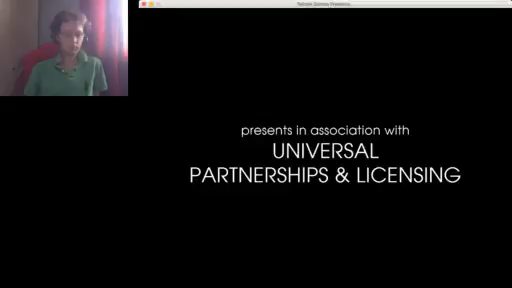 presents in association with
UNIVERSAL
PARTNERSHIPS & LICENSING